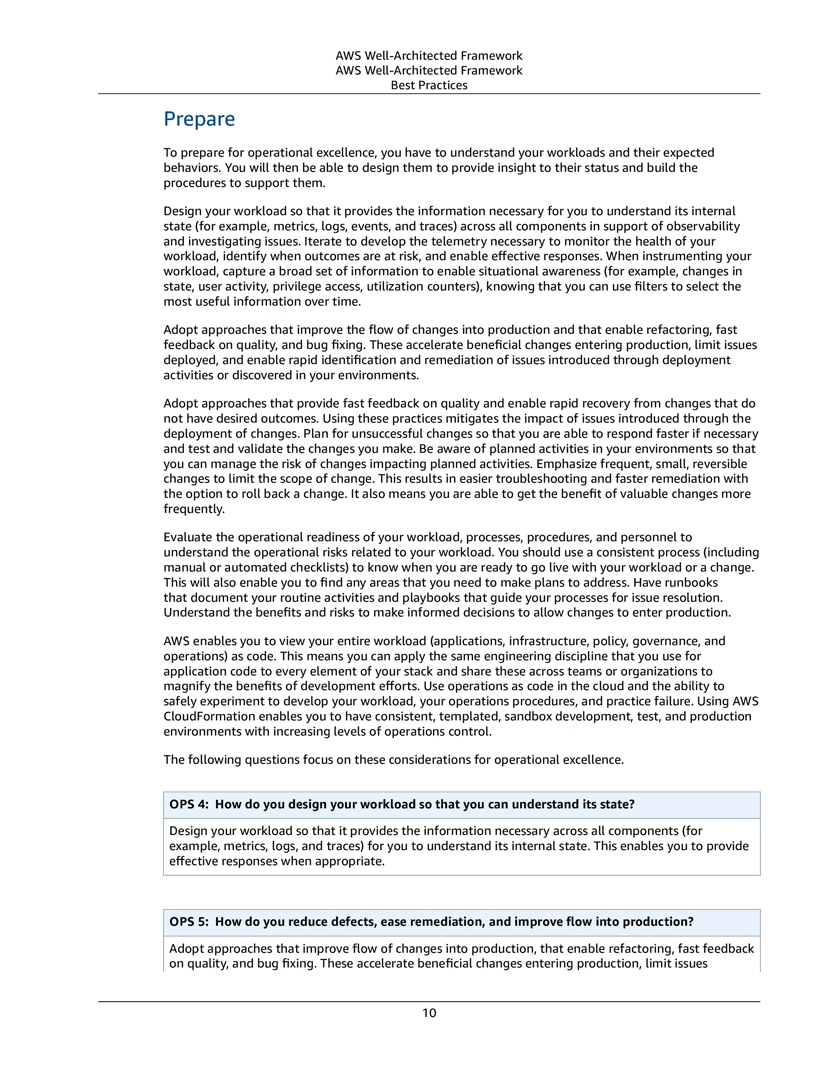 AWS Well-Architected Framework
AWS Well-Architected Framework
Best Practices
Prepare
To prepare for operational excellence, you have to understand your workloads and their expected
behaviors. You will then be able to design them to provide insight to their status and build the
procedures to support them.
Design your workload so that it provides the information necessary for you to understand its internal
state (for example, metrics, logs, events, and traces) across all components in support of observability
and investigating issues. Iterate to develop the telemetry necessary to monitor the health of your
workload, identify when outcomes are at risk, and enable effective responses. When instrumenting your
workload, capture a broad set of information to enable situational awareness (for example, changes in
state, user activity, privilege access, utilization counters), knowing that you can use filters to select the
most useful information over time.
Adopt approaches that improve the flow of changes into production and that enable refactoring, fast
feedback on quality, and bug fixing. These accelerate beneficial changes entering production, limit issues
deployed, and enable rapid identification and remediation of issues introduced through deployment
activities or discovered in your environments.
Adopt approaches that provide fast feedback on quality and enable rapid recovery from changes that do
not have desired outcomes. Using these practices mitigates the impact of issues introduced through the
deployment of changes. Plan for unsuccessful changes so that you are able to respond faster if necessary
and test and validate the changes you make. Be aware of planned activities in your environments so that
you can manage the risk of changes impacting planned activities. Emphasize frequent, small, reversible
changes to limit the scope of change. This results in easier troubleshooting and faster remediation with
the option to roll back a change. It also means you are able to get the benefit of valuable changes more
frequently.
Evaluate the operational readiness of your workload, processes, procedures, and personnel to
understand the operational risks related to your workload. You should use a consistent process (including
manual or automated checklists) to know when you are ready to go live with your workload or a change.
This will also enable you to find any areas that you need to make plans to address. Have runbooks
that document your routine activities and playbooks that guide your processes for issue resolution.
Understand the benefits and risks to make informed decisions to allow changes to enter production.
AWS enables you to view your entire workload (applications, infrastructure, policy, governance, and
operations) as code. This means you can apply the same engineering discipline that you use for
application code to every element of your stack and share these across teams or organizations to
magnify the benefits of development efforts. Use operations as code in the cloud and the ability to
safely experiment to develop your workload, your operations procedures, and practice failure. Using AWS
CloudFormation enables you to have consistent, templated, sandbox development, test, and production
environments with increasing levels of operations control.
The following questions focus on these considerations for operational excellence.
OPS 4: How do you design your workload so that you can understand its state?
Design your workload so that it provides the information necessary across all components (for
example, metrics, logs, and traces) for you to understand its internal state. This enables you to provide
effective responses when appropriate.
OPS 5: How do you reduce defects, ease remediation, and improve flow into production?
Adopt approaches that improve flow of changes into production, that enable refactoring, fast feedback
on quality, and bug fixing. These accelerate beneficial changes entering production, limit issues
10